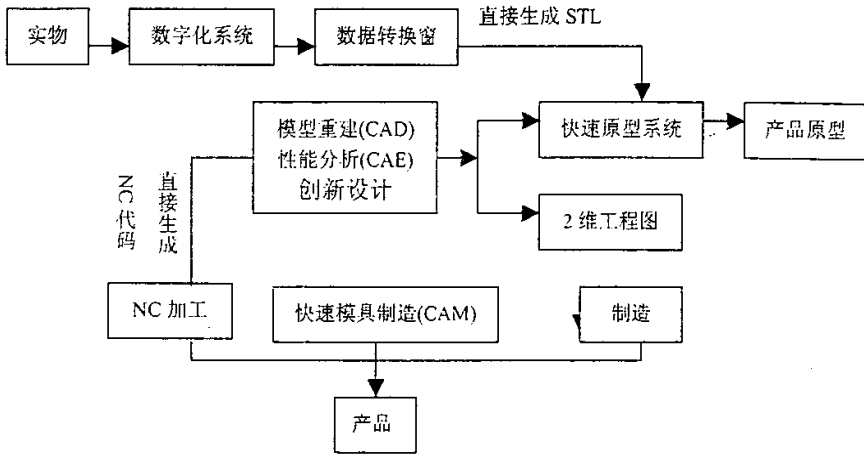 实物
数字化系统
数据转换窗
直接生成 STL
模型重建(CAD)
性能分析(CAE)
创新设计
快速原型系统
产品原型
2 维工程图
直接生成
NC 代码
NC 加工
快速模具制造(CAM)
制造
产品